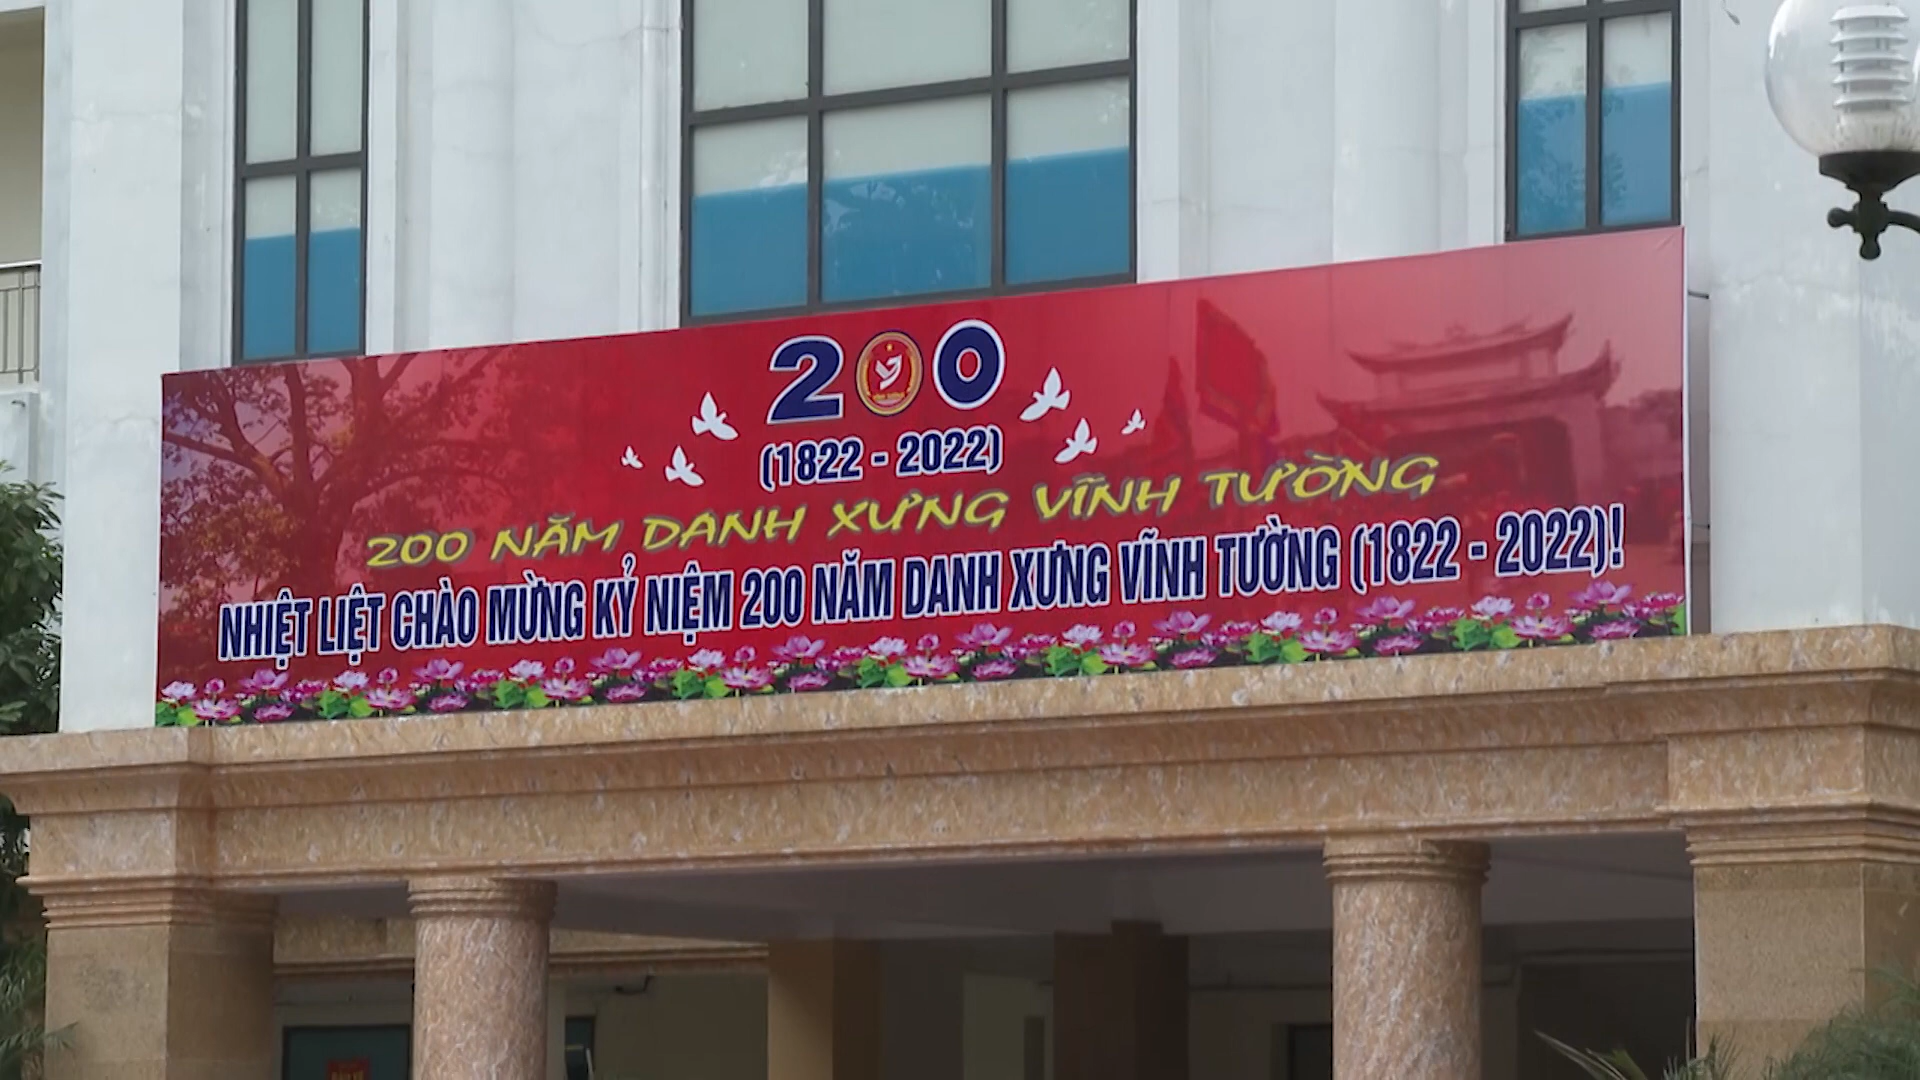 200
(1822 - 2022)
200 NĂM DANH XƯNG VĨNH TƯỜNG
NHIỆT LIỆT CHÀO MỪNG KỶ NIỆM 200 NĂM DANH XƯNG VĨNH TƯỜNG (1822 - 2022)!